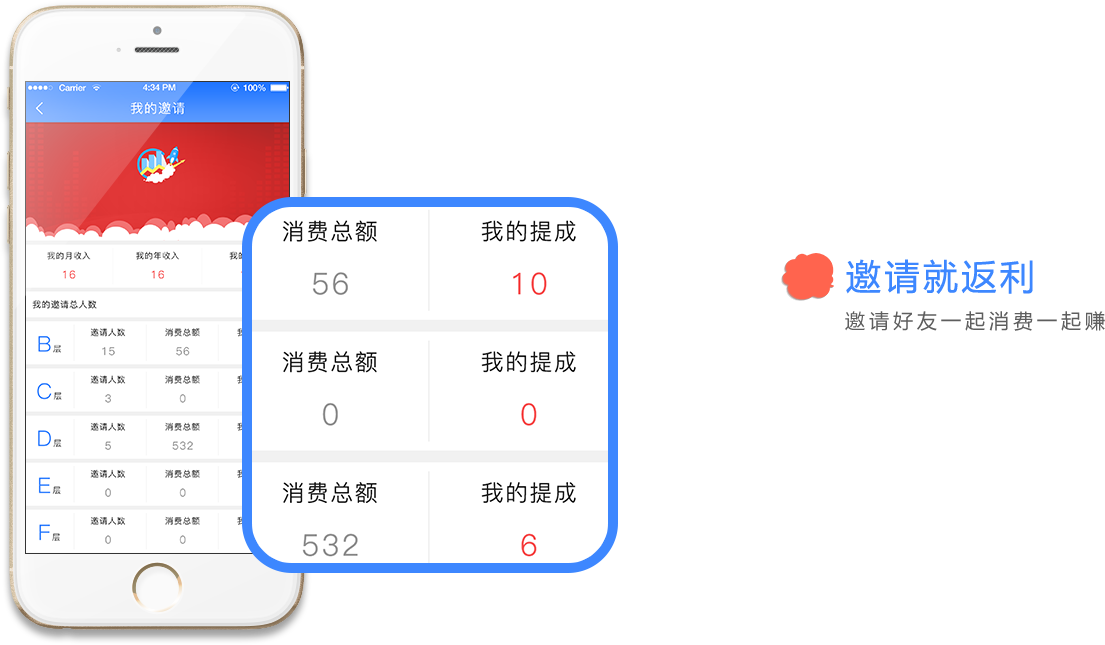 Carrier 4:34 PM 100%
我的邀请
我的月收入 我的年收入 我的
16 16
我的邀请总人数
B层 邀请人数 消费总额
15 56
C层 邀请人数 消费总额
3 0
D层 邀请人数 消费总额
5 532
E层 邀请人数 消费总额
0 0
F层 邀请人数 消费总额
0 0
消费总额 我的提成
56 10
消费总额 我的提成
0 0
消费总额 我的提成
532 6
邀请就返利
邀请好友一起消费一起赚